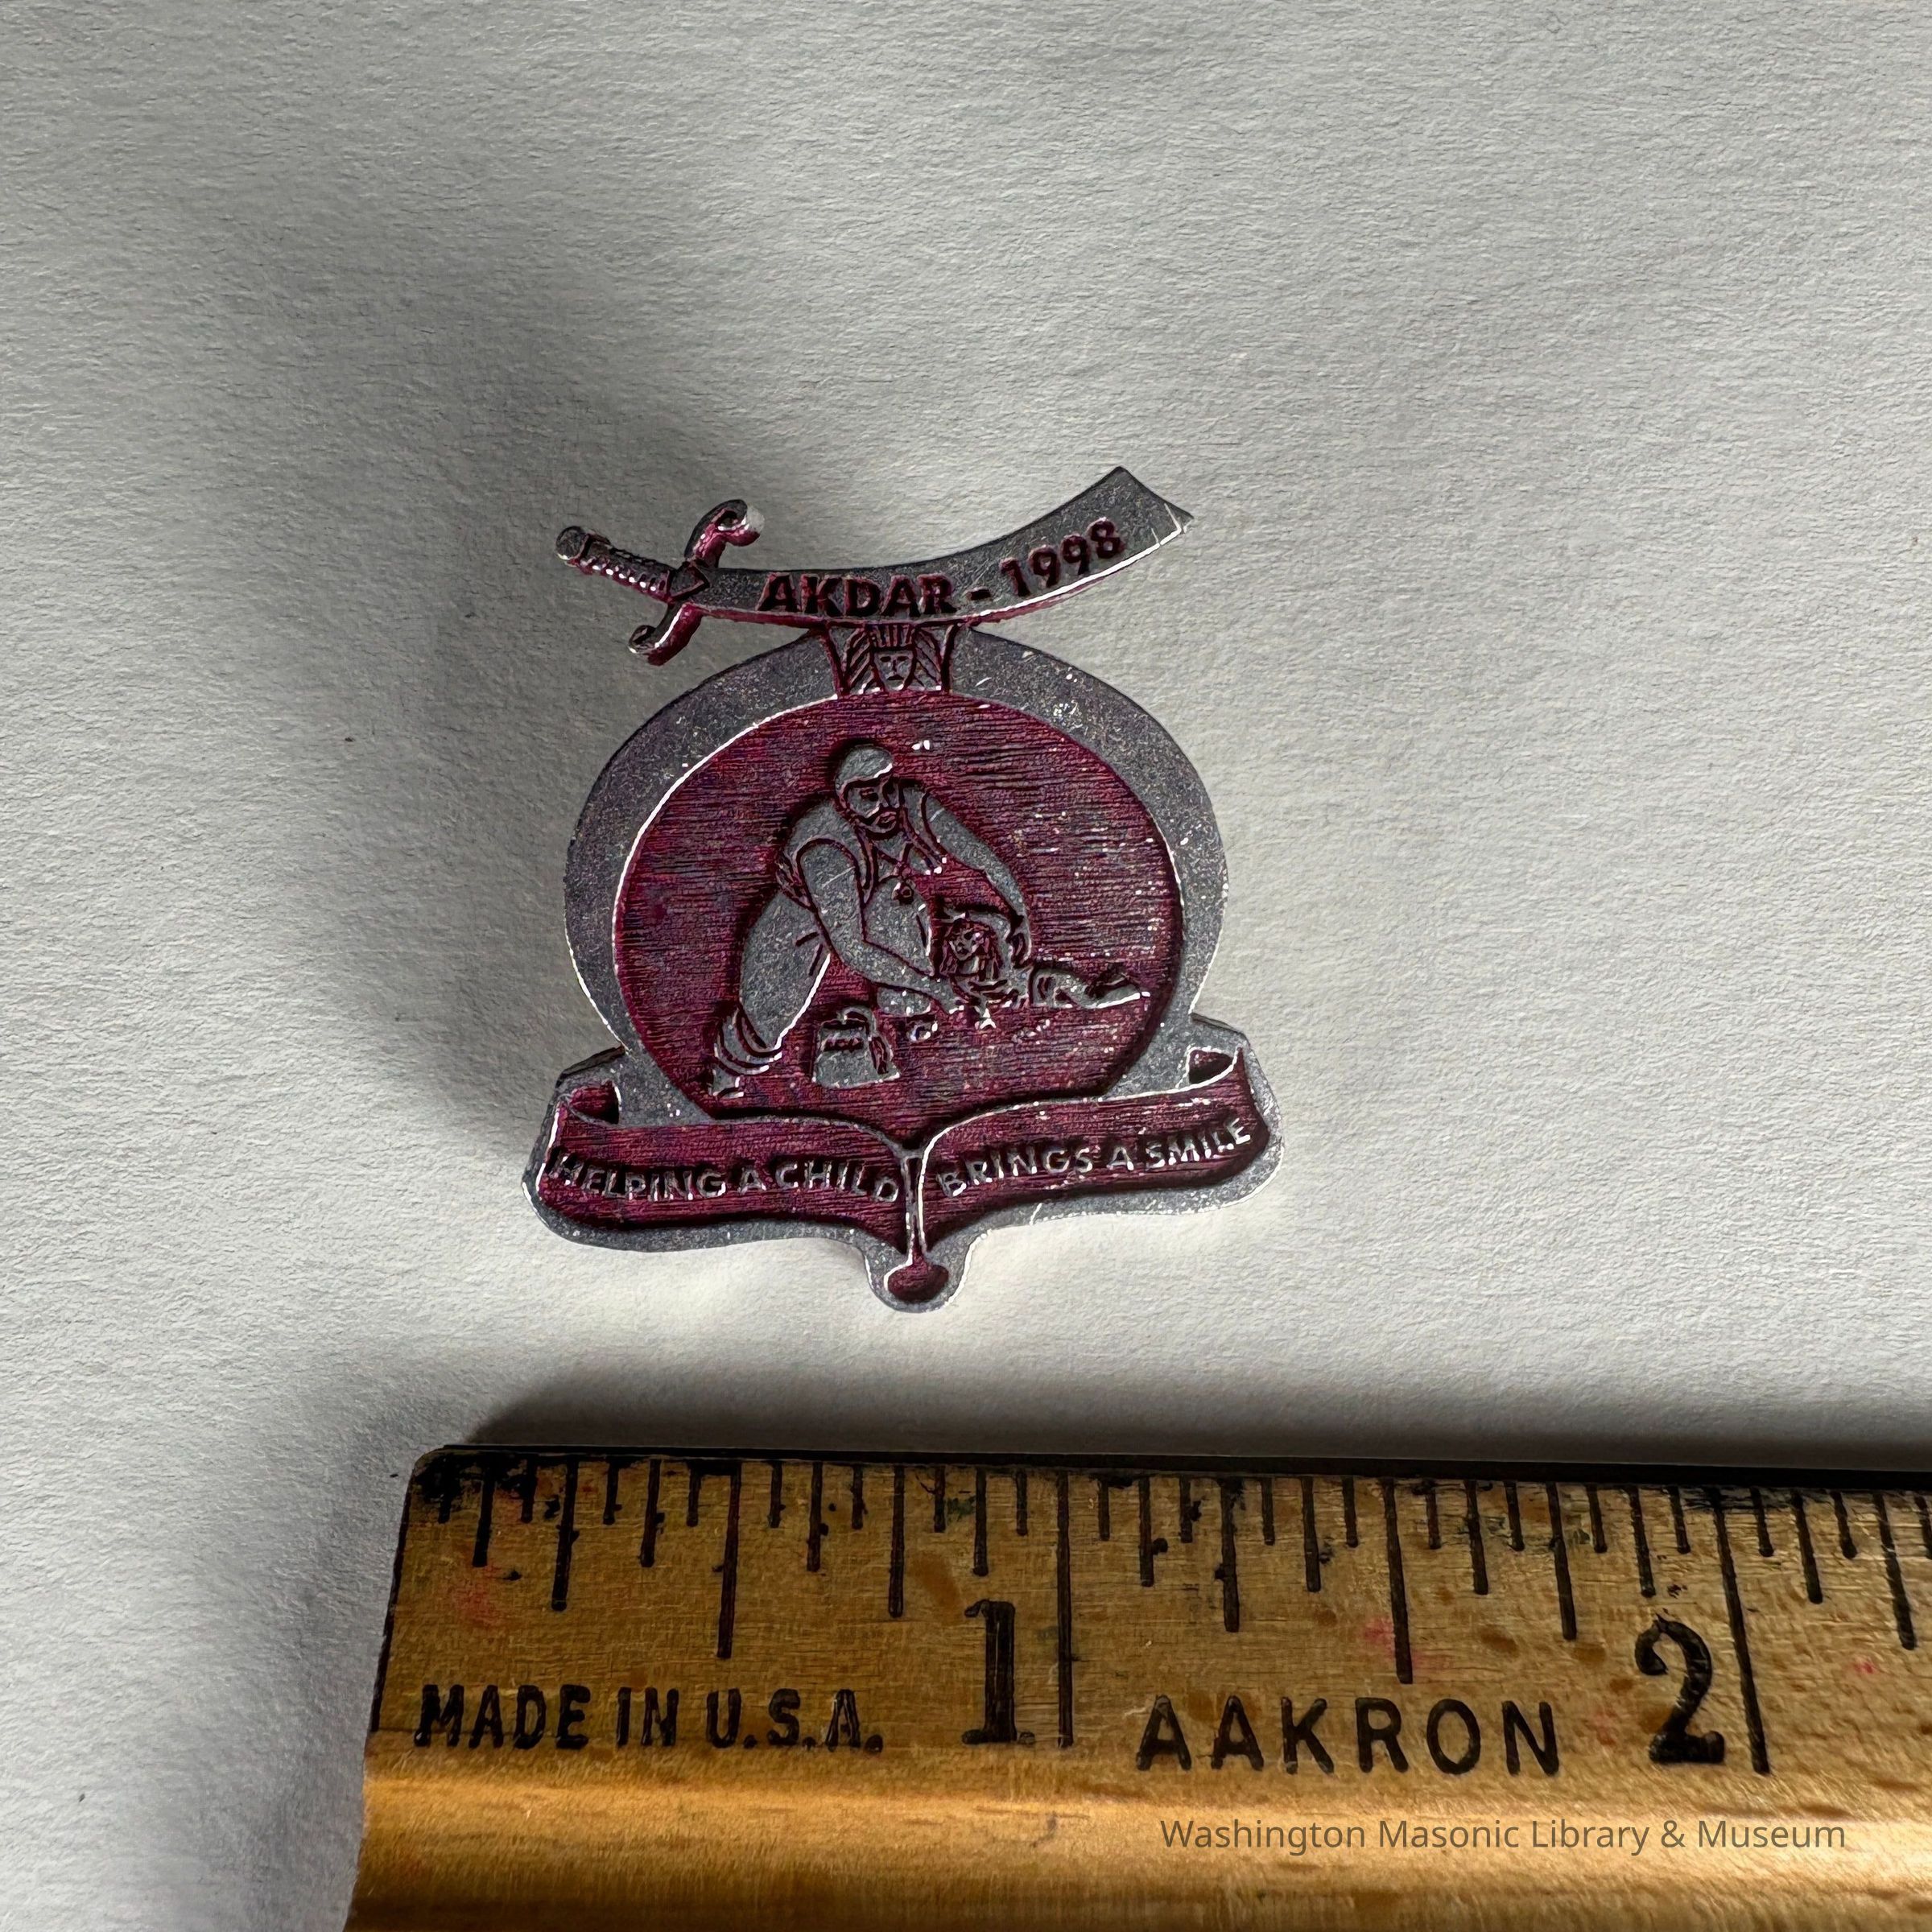 AKDAR - 1998
HELPING A CHILD BRINGS A SMILE
1
2
MADE IN U.S.A.
AAKRON
Washington Masonic Library & Museum